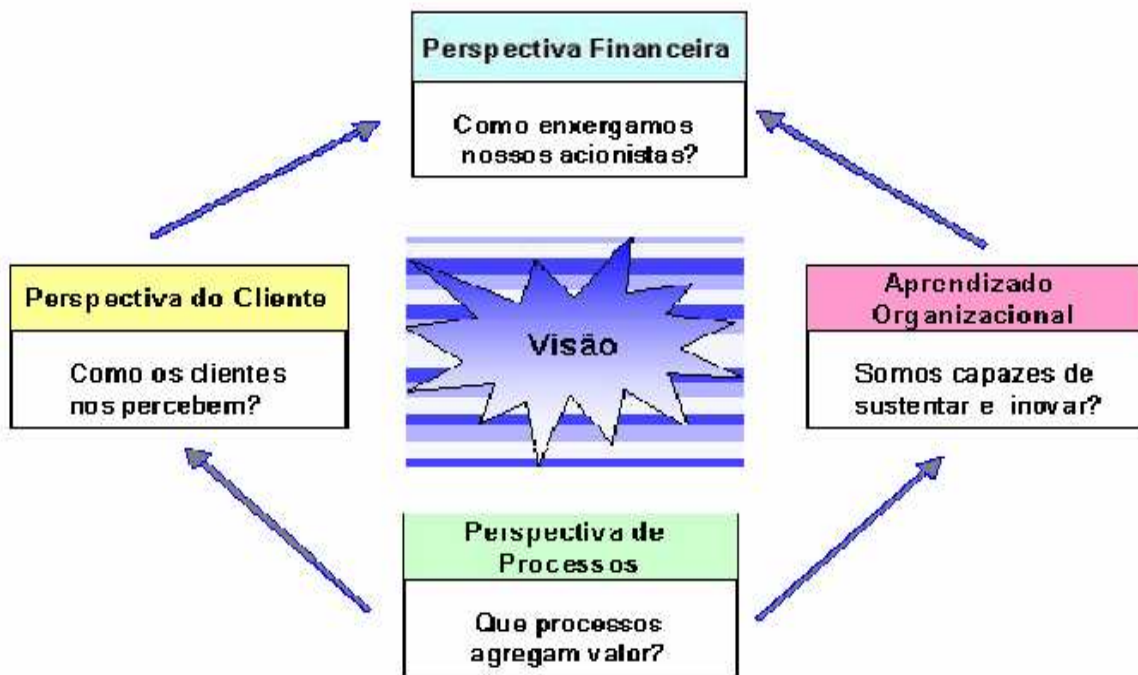 Perspectiva Financeira
Como enxergamos
nossos acionistas?
Perspectiva do Cliente
Como os clientes
nos percebem?
Visão
Aprendizado
Organizacional
Somos capazes de
sustentar e inovar?
Perspectiva de
Processos
Que processos
agregam valor?